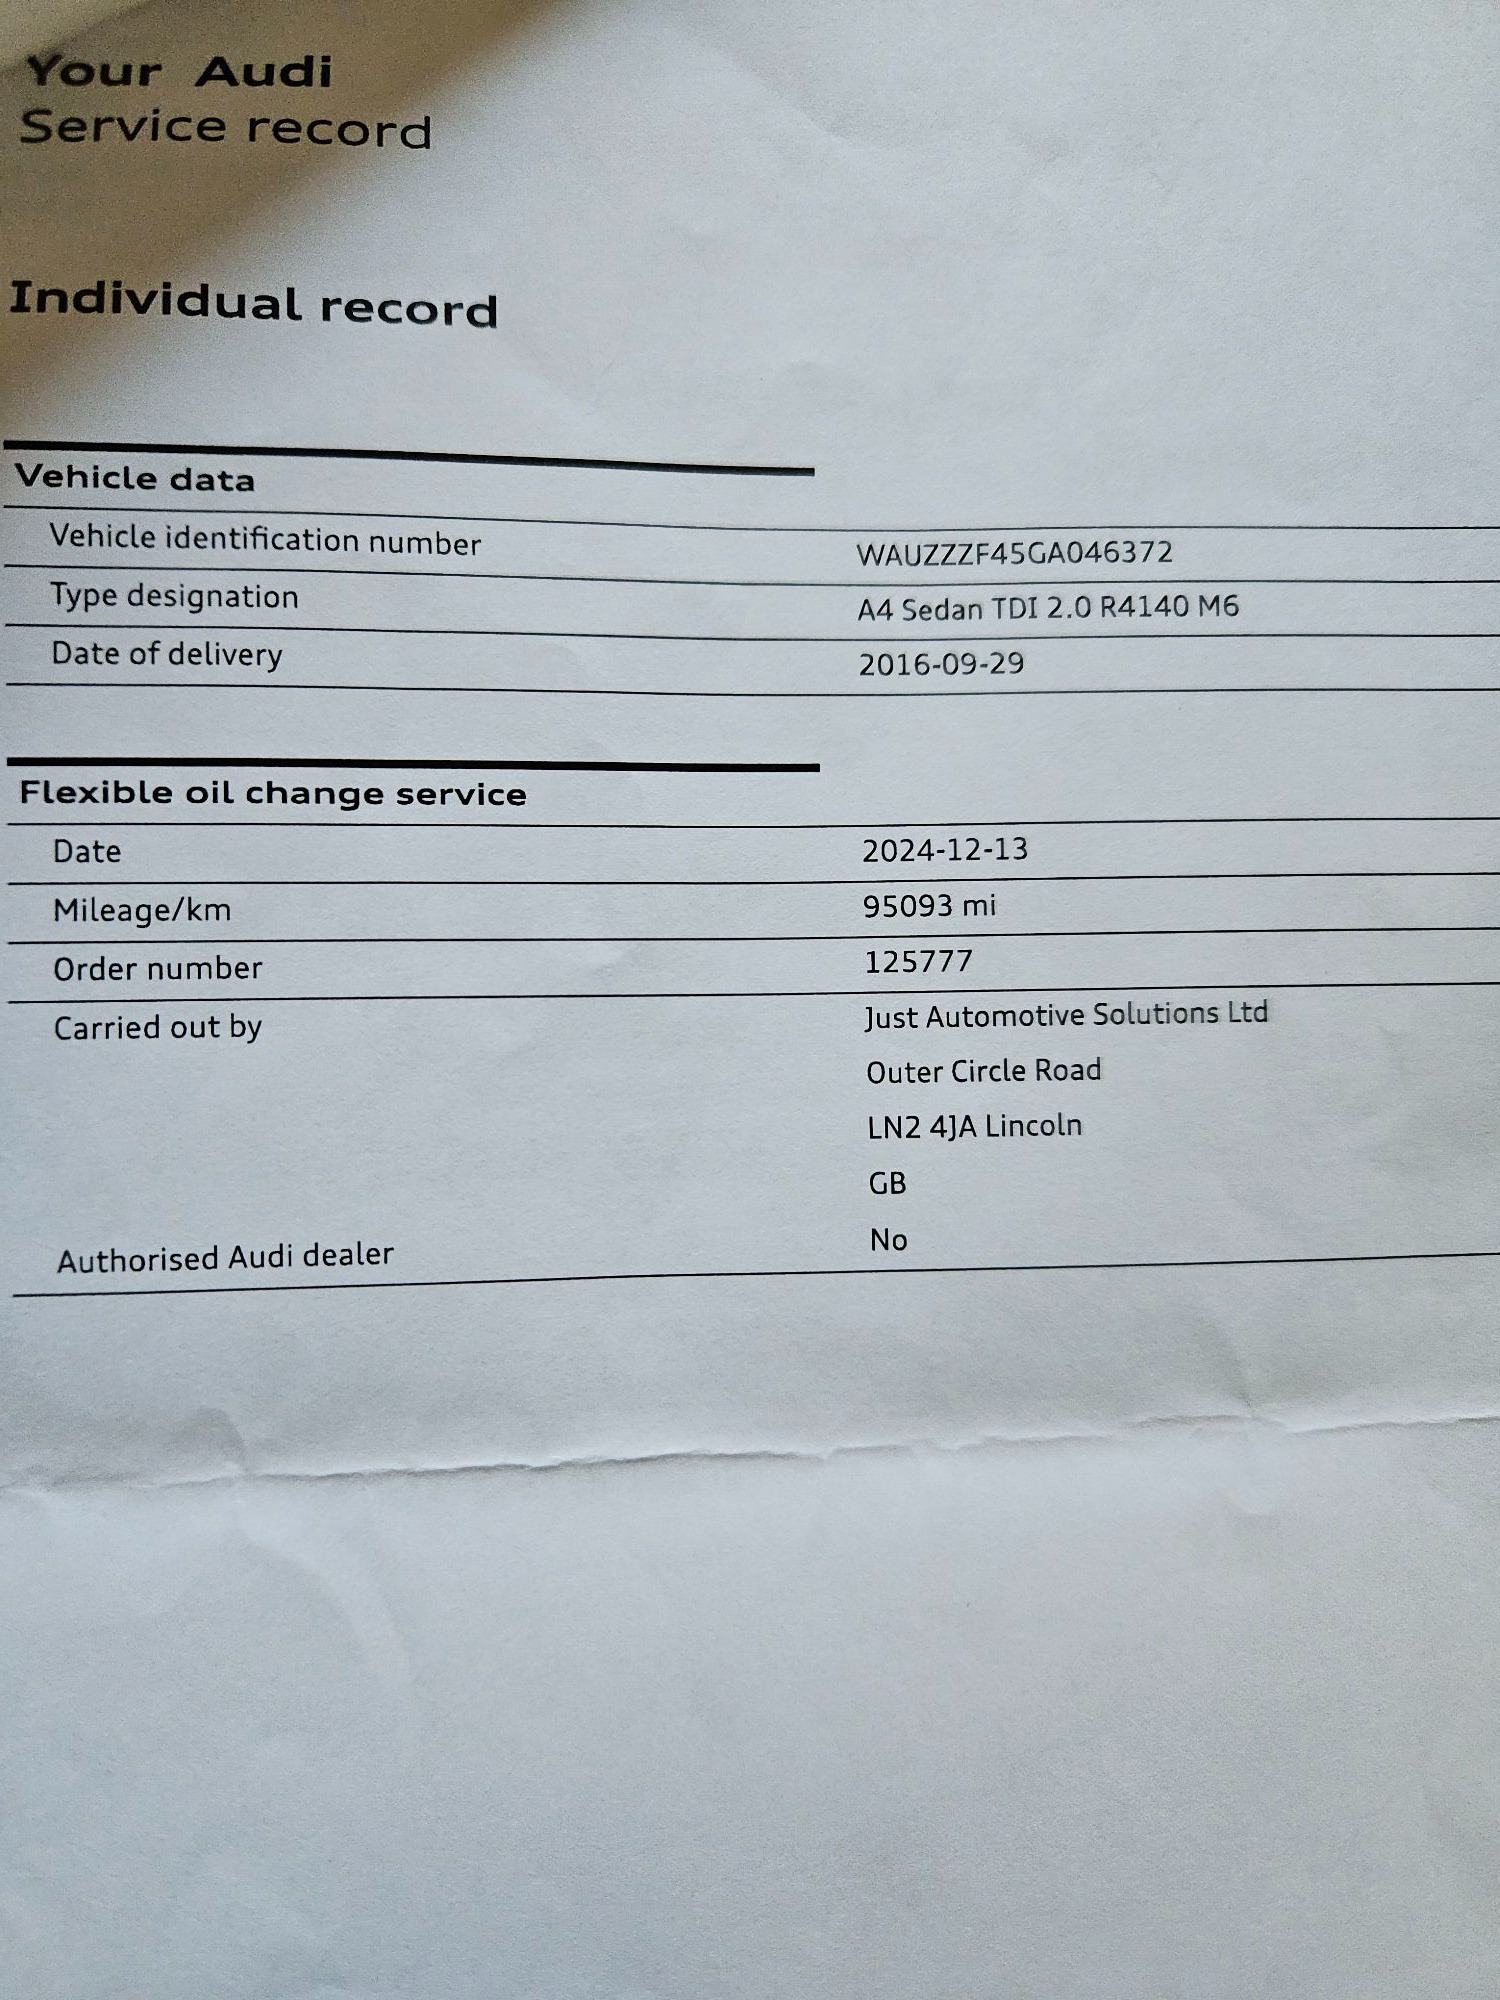 Your Audi
Service record
Individual record
Vehicle data
Vehicle identification number WAUZZZF45GA046372
Type designation A4 Sedan TDI 2.0 R4140 M6
Date of delivery 2016-09-29
Flexible oil change service
Date 2024-12-13
Mileage/km 95093 mi
Order number 125777
Carried out by Just Automotive Solutions Ltd
Outer Circle Road
LN2 4JA Lincoln
GB
Authorised Audi dealer No